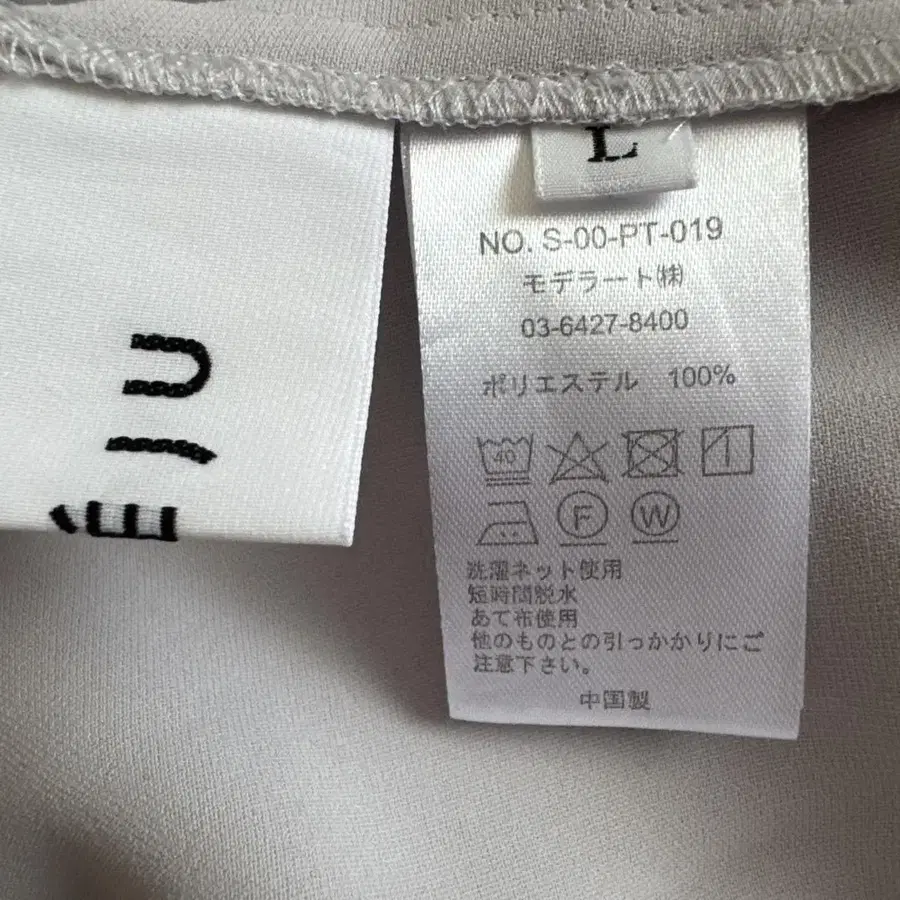 L
NO. S-00-PT-019
モデラート㈱
03-6427-8400
ポリエステル 100%
40
F W
洗濯ネット使用
短時間脱水
あて布使用
他のものとの引っかかりにご
注意下さい。
中国製